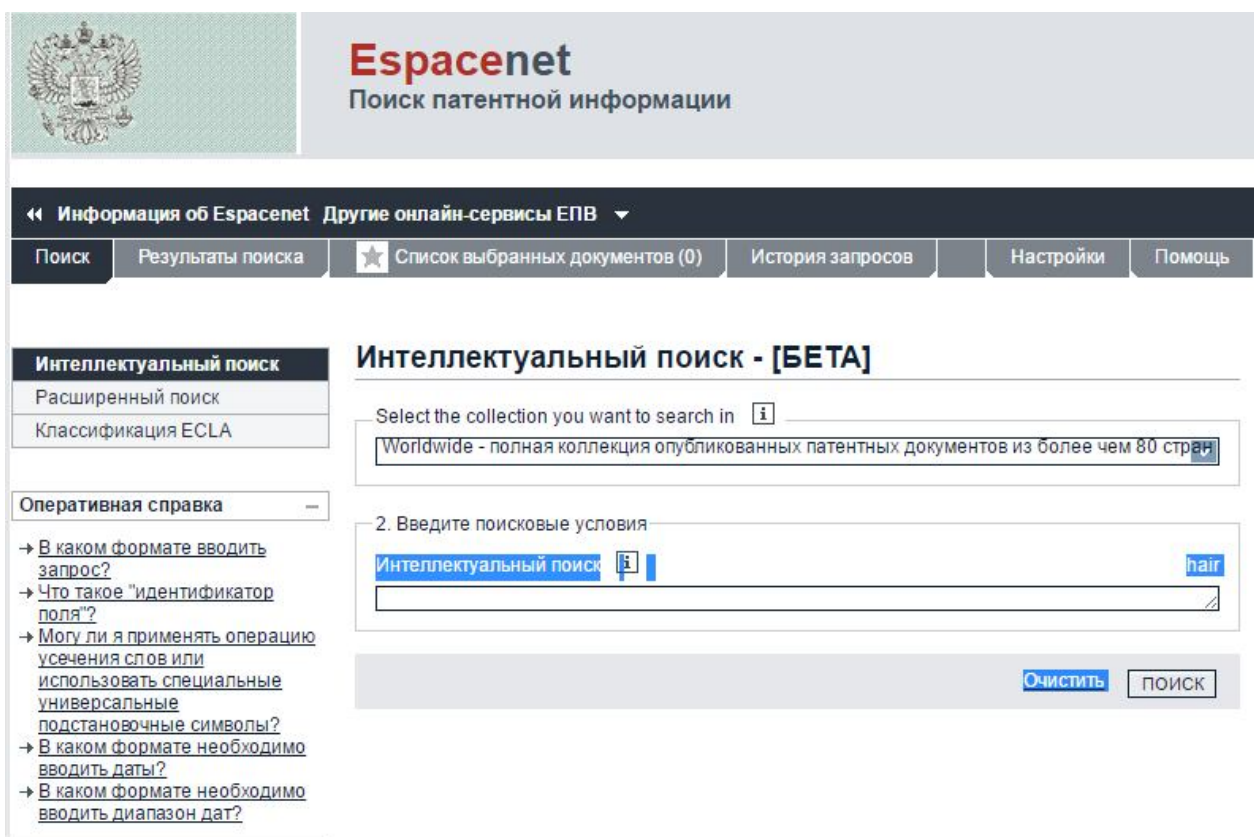 Espacenet
Поиск патентной информации
Информация об Espacenet Другие онлайн-сервисы ЕПВ
Поиск Результаты поиска Список выбранных документов (0) История запросов Настройки Помощь
Интеллектуальный поиск
Расширенный поиск
Классификация ECLA
Оперативная справка
→ В каком формате вводить
запрос?
→ Что такое "идентификатор
поля"?
→ Могу ли я применять операцию
усечения слов или
использовать специальные
универсальные
подстановочные символы?
→ В каком формате необходимо
вводить даты?
→ В каком формате необходимо
вводить диапазон дат?
Интеллектуальный поиск - [БЕТА]
Select the collection you want to search in i
Worldwide - полная коллекция опубликованных патентных документов из более чем 80 стран
2. Введите поисковые условия
Интеллектуальный поиск i hair
Очистить ПОИСК